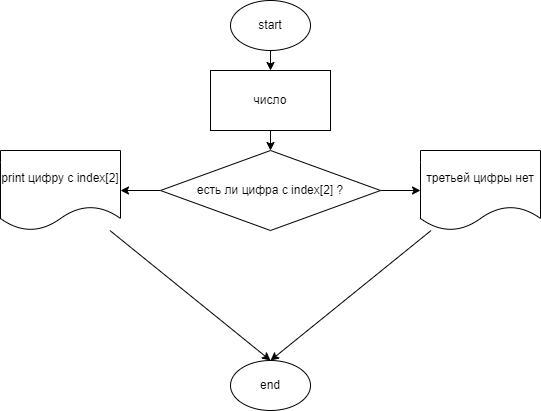 start
число
print цифру с index[2]
есть ли цифра с index[2] ?
третьей цифры нет
end